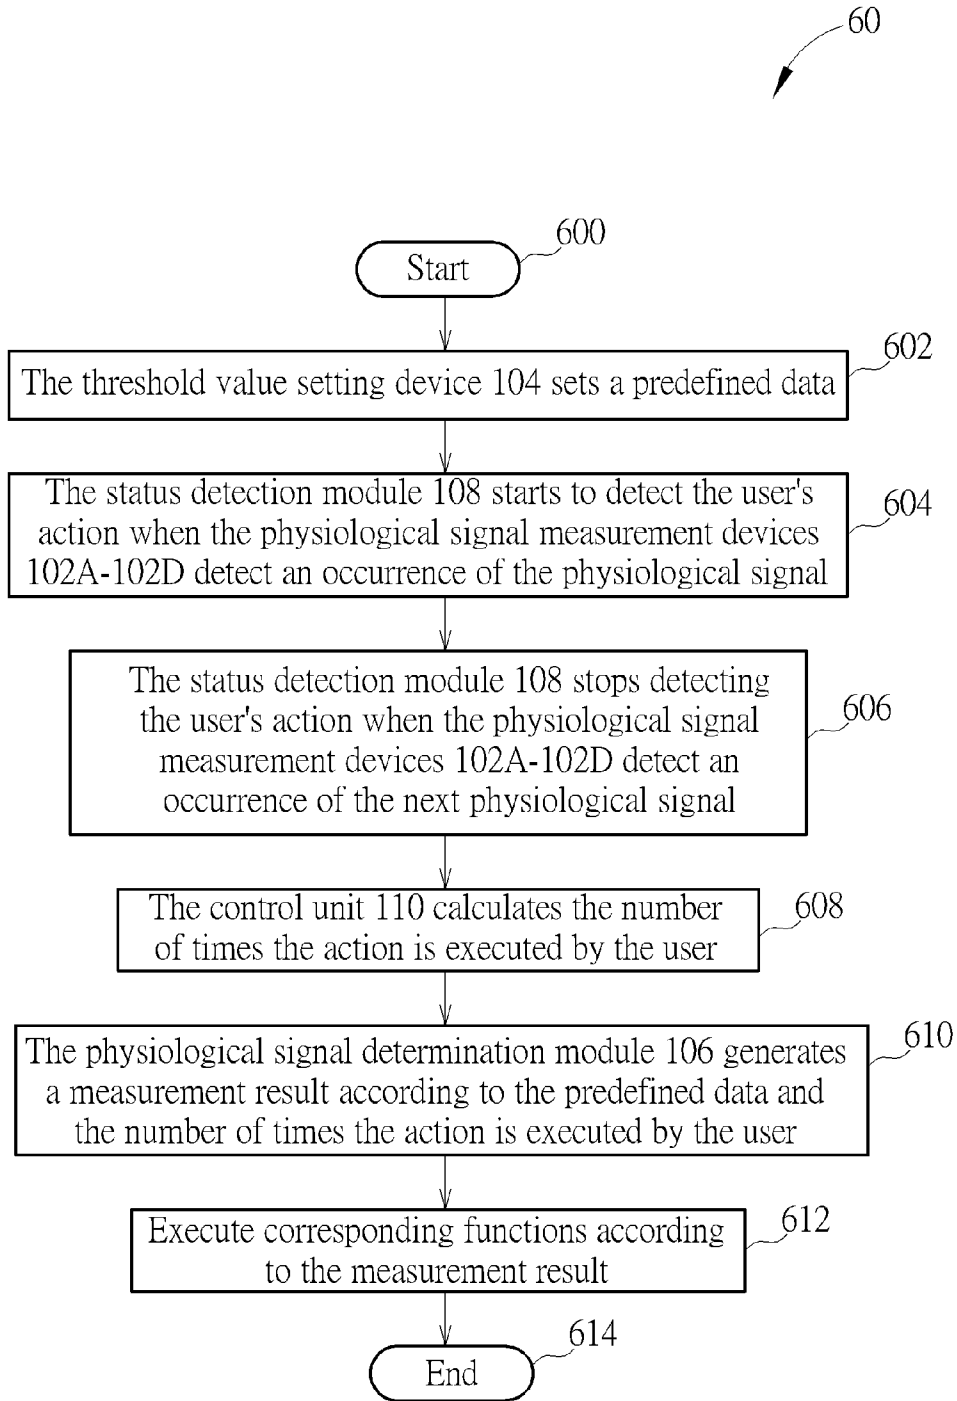 60
600
Start
602
The threshold value setting device 104 sets a predefined data
The status detection module 108 starts to detect the user's
action when the physiological signal measurement devices
102A-102D detect an occurrence of the physiological signal
604
The status detection module 108 stops detecting
the user's action when the physiological signal
measurement devices 102A-102D detect an
occurrence of the next physiological signal
606
The control unit 110 calculates the number
of times the action is executed by the user
608
The physiological signal determination module 106 generates
a measurement result according to the predefined data and
the number of times the action is executed by the user
610
Execute corresponding functions according
to the measurement result
612
614
End